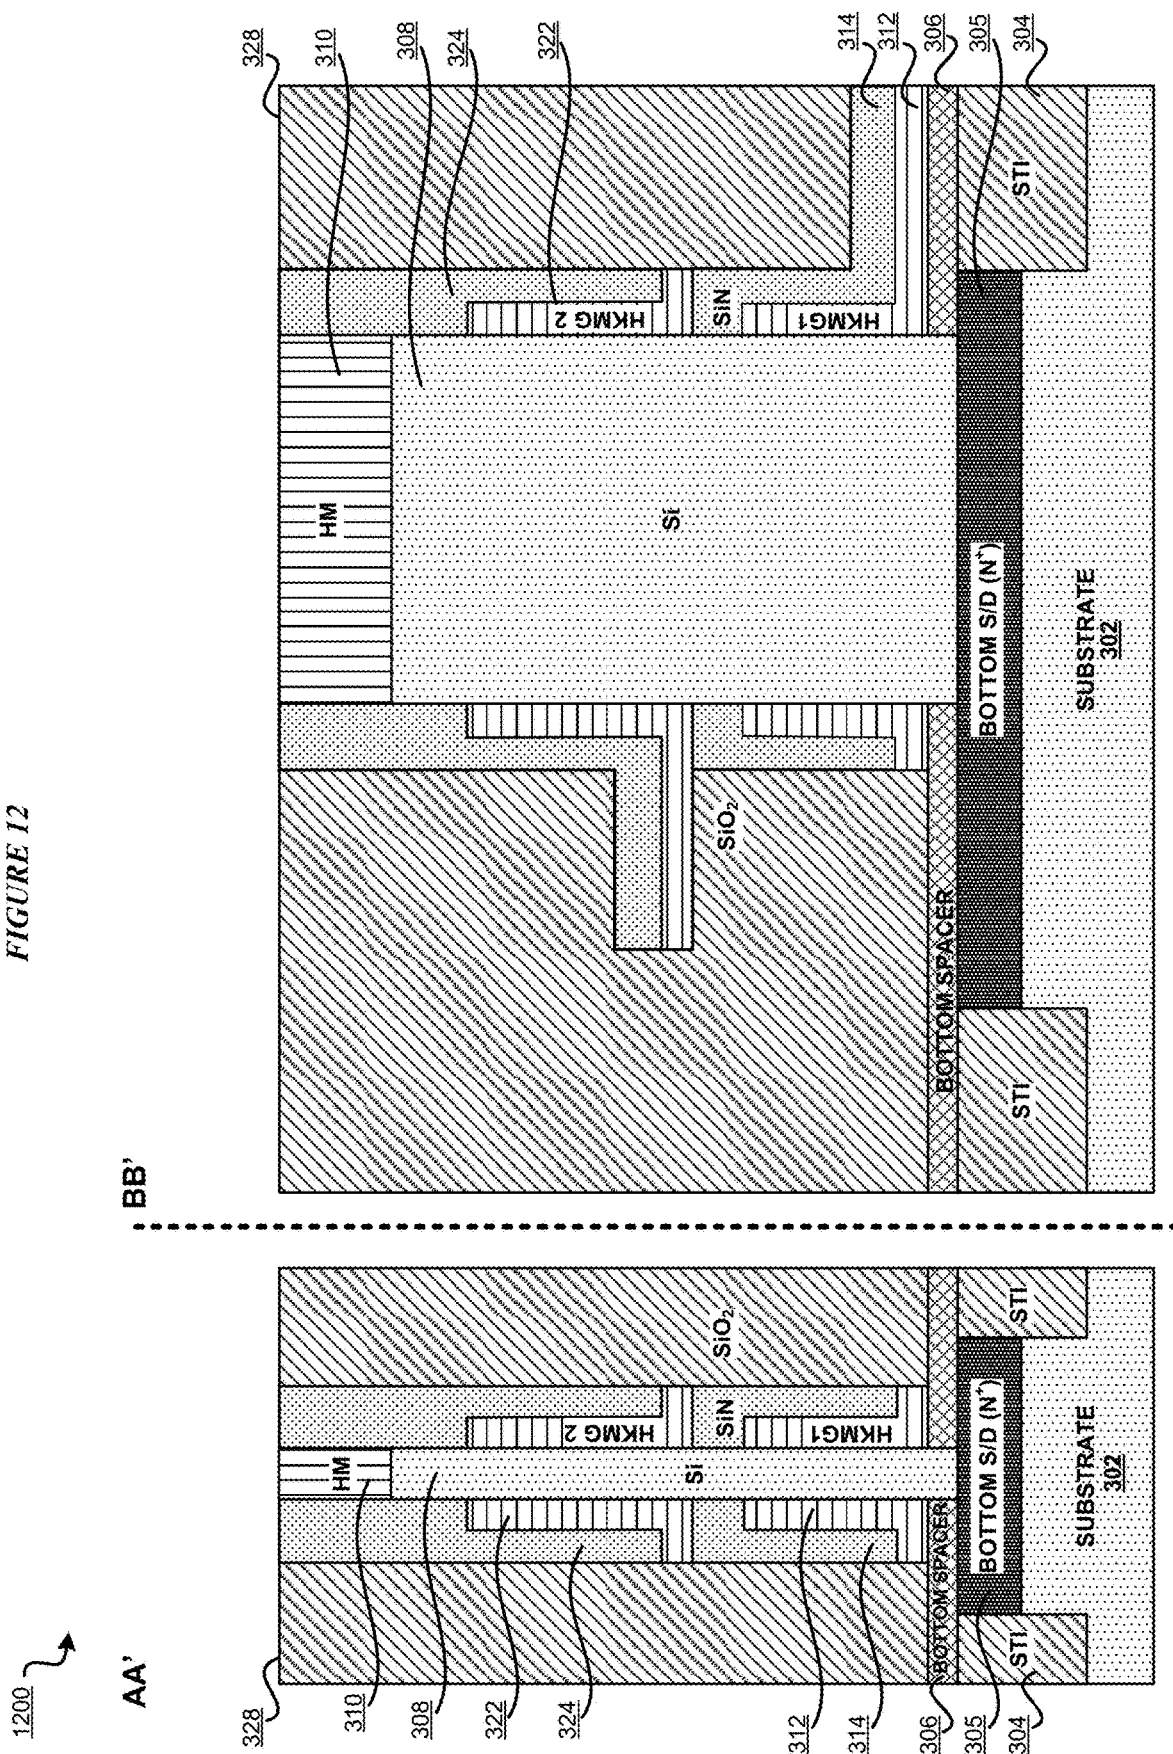 FIGURE 12
1200
AA'
BB'
328
328
310
HM
HM
310
308
308
324
322
322
324
HKMG 2
HKMG 2
Si
Si
SiN
SiO₂
SiO₂
SiN
312
HKMG1
HKMG1
314
314
312
306
BOTTOM SPACER
BOTTOM SPACER
306
305
BOTTOM S/D (N⁺)
BOTTOM S/D (N⁺)
305
304
STI
STI
STI
STI
304
SUBSTRATE
302
SUBSTRATE
302